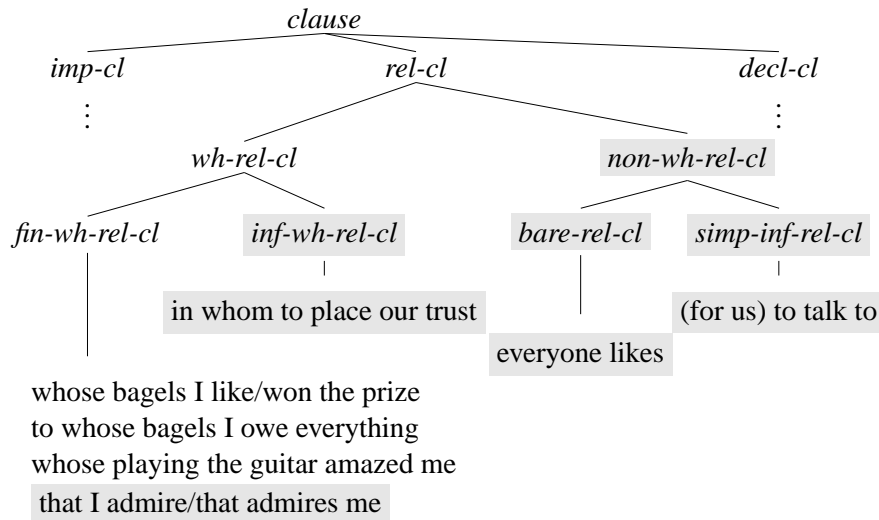 clause
imp-cl rel-cl decl-cl
⋮ ⋮
wh-rel-cl non-wh-rel-cl
fin-wh-rel-cl inf-wh-rel-cl bare-rel-cl simp-inf-rel-cl
in whom to place our trust (for us) to talk to
everyone likes
whose bagels I like/won the prize
to whose bagels I owe everything
whose playing the guitar amazed me
that I admire/that admires me